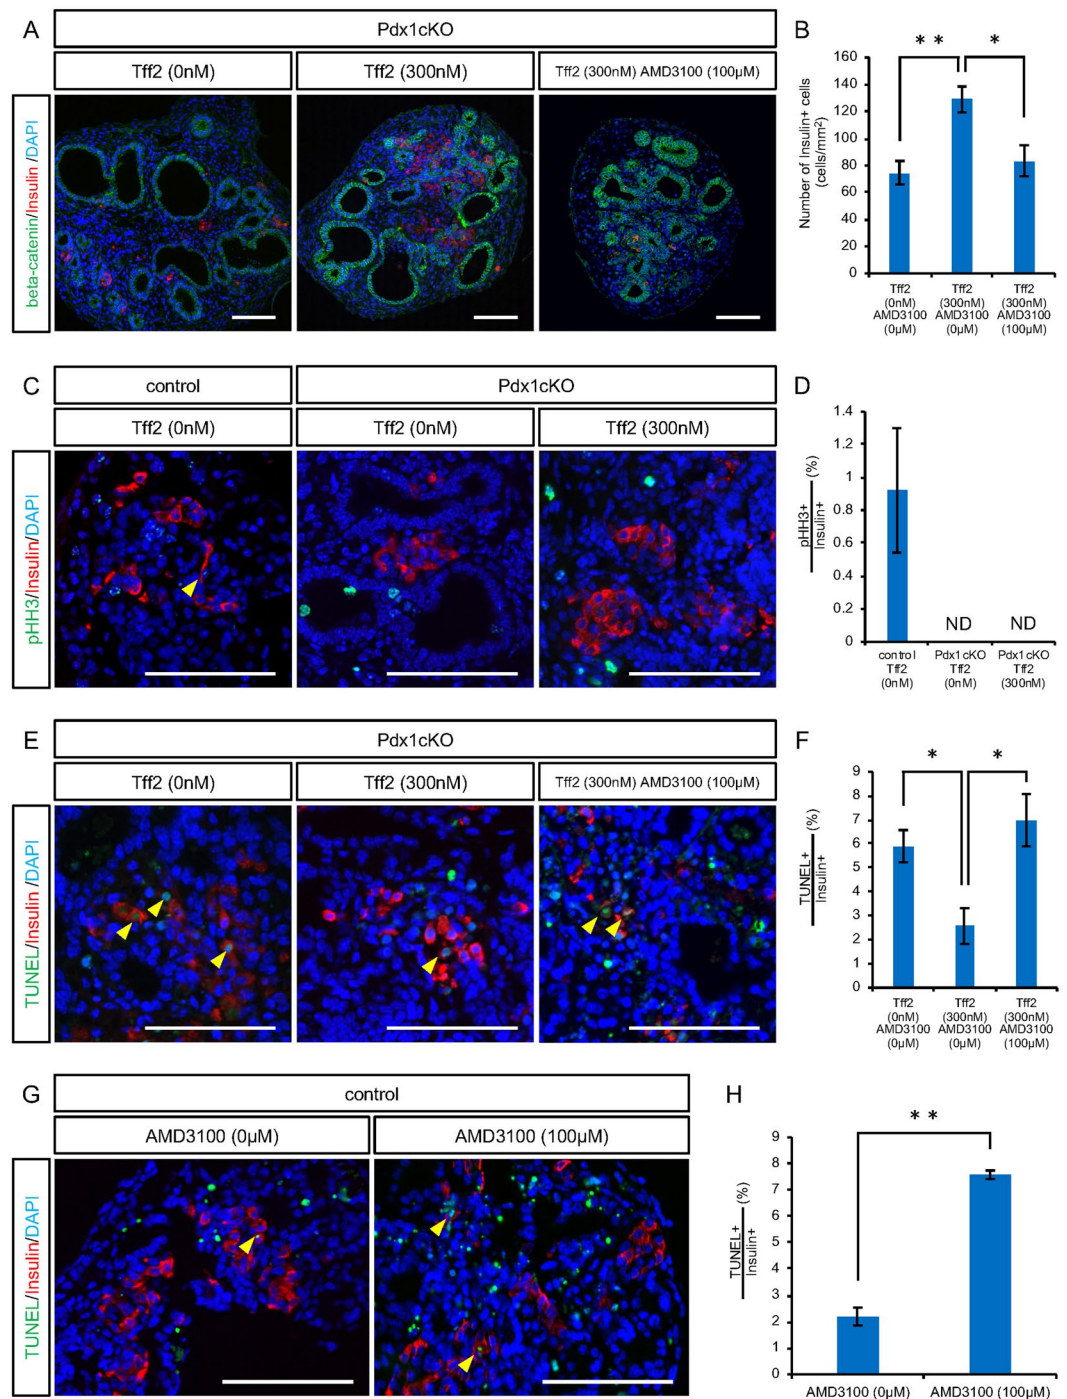 A
Pdx1cKO
Tff2 (0nM)
Tff2 (300nM)
Tff2 (300nM) AMD3100 (100μM)
beta-catenin/Insulin /DAPI
B
* *
*
Number of Insulin+ cells
(cells/mm²)
160
140
120
100
80
60
40
20
0
Tff2
(0nM)
AMD3100
(0μM)
Tff2
(300nM)
AMD3100
(0μM)
Tff2
(300nM)
AMD3100
(100μM)
C
control
Pdx1cKO
Tff2 (0nM)
Tff2 (0nM)
Tff2 (300nM)
pHH3/Insulin/DAPI
D
pHH3+
Insulin+
(%)
1.4
1.2
1
0.8
0.6
0.4
0.2
0
ND
ND
control
Tff2
(0nM)
Pdx1cKO
Tff2
(0nM)
Pdx1cKO
Tff2
(300nM)
E
Pdx1cKO
Tff2 (0nM)
Tff2 (300nM)
Tff2 (300nM) AMD3100 (100μM)
TUNEL/Insulin /DAPI
F
*
*
TUNEL+
Insulin+
(%)
9
8
7
6
5
4
3
2
1
0
Tff2
(0nM)
AMD3100
(0μM)
Tff2
(300nM)
AMD3100
(0μM)
Tff2
(300nM)
AMD3100
(100μM)
G
control
AMD3100 (0μM)
AMD3100 (100μM)
TUNEL/Insulin/DAPI
H
* *
TUNEL+
Insulin+
(%)
9
8
7
6
5
4
3
2
1
0
AMD3100 (0μM)
AMD3100 (100μM)